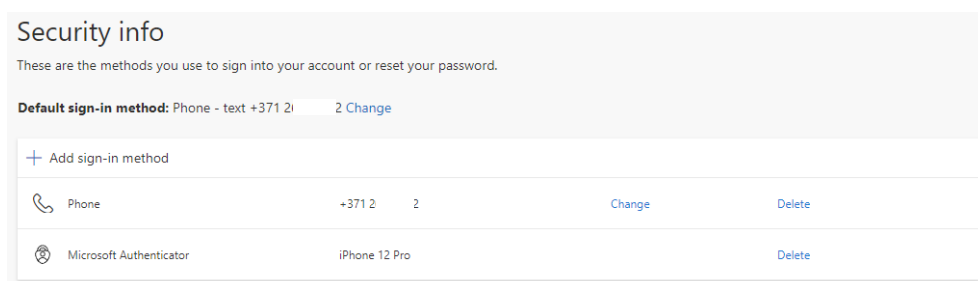 Security info
These are the methods you use to sign into your account or reset your password.
Default sign-in method: Phone - text +371 2 2 Change
+ Add sign-in method
Phone +371 2 2 Change Delete
Microsoft Authenticator iPhone 12 Pro Delete